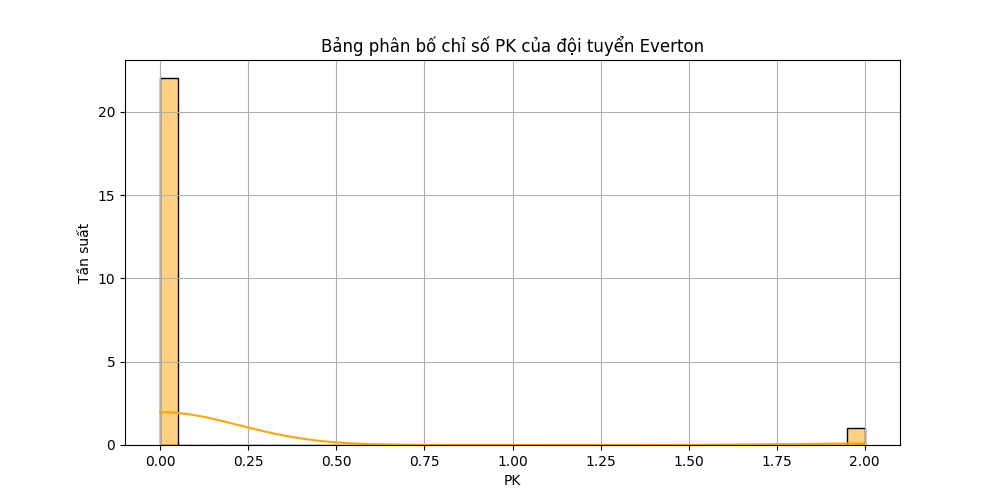 Bảng phân bố chỉ số PK của đội tuyển Everton
Tần suất
20
15
10
5
0
0.00 0.25 0.50 0.75 1.00 1.25 1.50 1.75 2.00
PK